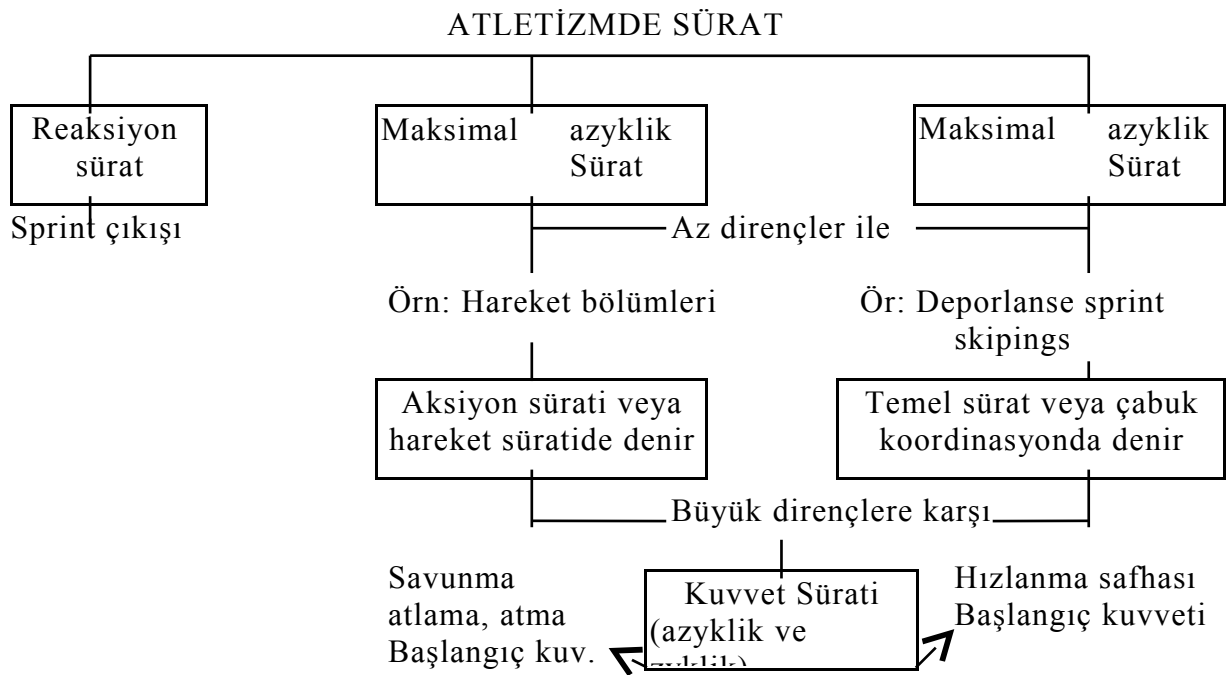 ATLETİZMDE SÜRAT
Reaksiyon
sürat
Maksimal azyklik
Sürat
Maksimal azyklik
Sürat
Sprint çıkışı
Az dirençler ile
Örn: Hareket bölümleri
Ör: Deporlanse sprint
skipings
Aksiyon sürati veya
hareket süratide denir
Temel sürat veya çabuk
koordinasyonda denir
Büyük dirençlere karşı
Savunma
atlama, atma
Başlangıç kuv.
Kuvvet Sürati
(azyklik ve
zyklik)
Hızlanma safhası
Başlangıç kuvveti